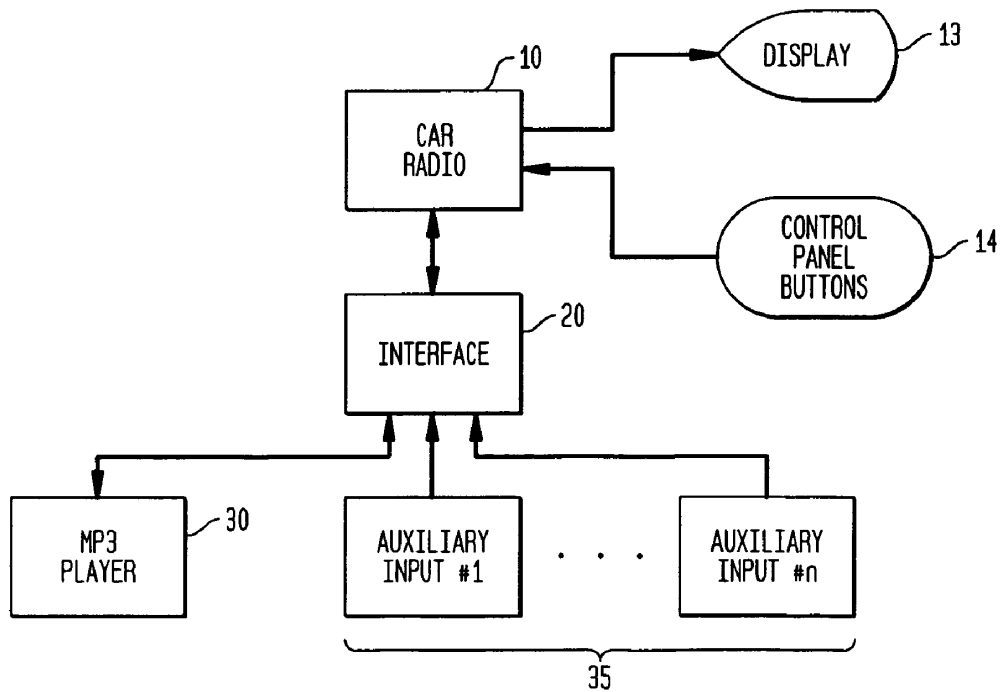 13
DISPLAY
10
CAR
RADIO
CONTROL
PANEL
BUTTONS
14
20
INTERFACE
MP3
PLAYER
30
AUXILIARY
INPUT #1
. . .
AUXILIARY
INPUT #n
35